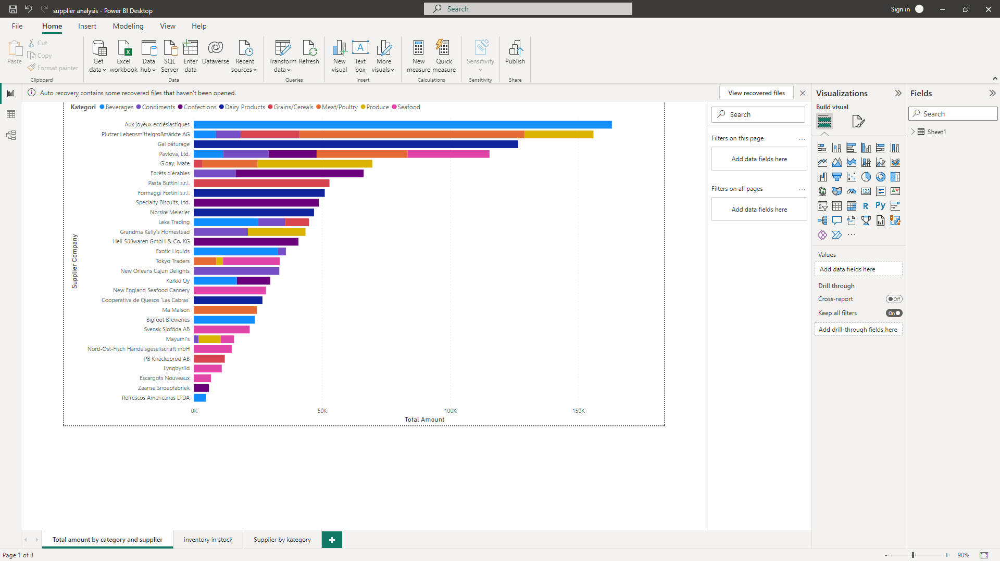 supplier analysis - Power BI Desktop
Search
Sign in
File Home Insert Modeling View Help
Paste
Cut
Copy
Format painter
Clipboard
Get data
Excel workbook
Data hub
SQL Server
Enter data
Dataverse
Recent sources
Data
Transform data
Refresh
Queries
New visual
Text box
More visuals
Insert
New measure
Quick measure
Calculations
Sensitivity
Sensitivity
Publish
Share
Auto recovery contains some recovered files that haven't been opened.
View recovered files
Kategori Beverages Condiments Confections Dairy Products Grains/Cereals Meat/Poultry Produce Seafood
Supplier Company
Aux joyeux ecclésiastiques
Plutzer Lebensmittelgroßmärkte AG
Gai pâturage
Pavlova, Ltd.
G'day, Mate
Forêts d'érables
Pasta Buttini s.r.l.
Formaggi Fortini s.r.l.
Specialty Biscuits, Ltd.
Norske Meierier
Leka Trading
Grandma Kelly's Homestead
Heli Süßwaren GmbH & Co. KG
Exotic Liquids
Tokyo Traders
New Orleans Cajun Delights
Karkki Oy
New England Seafood Cannery
Cooperativa de Quesos 'Las Cabras'
Ma Maison
Bigfoot Breweries
Svensk Sjöföda AB
Mayumi's
Nord-Ost-Fisch Handelsgesellschaft mbH
PB Knäckebröd AB
Lyngbysild
Escargots Nouveaux
Zaanse Snoepfabriek
Refrescos Americanas LTDA
0K 50K 100K 150K
Total Amount
Search
Filters on this page
...
Add data fields here
Filters on all pages
...
Add data fields here
Visualizations
Build visual
123
R
Py
...
Values
Add data fields here
Drill through
Cross-report Off
Keep all filters On
Add drill-through fields here
Fields
Search
Sheet1
Total amount by category and supplier
inventory in stock
Supplier by kategory
+
Page 1 of 3
- + 90%